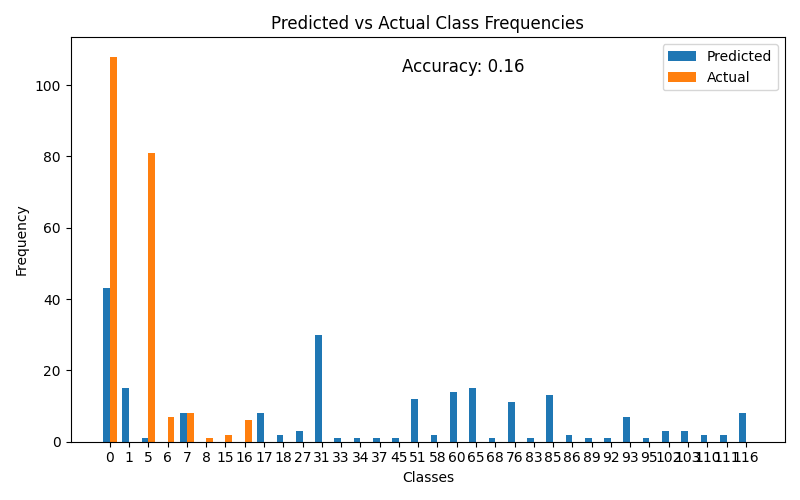 Predicted vs Actual Class Frequencies
Accuracy: 0.16
Predicted
Actual
Frequency
100
80
60
40
20
0
0 1 5 6 7 8 15 16 17 18 27 31 33 34 37 45 51 58 60 65 68 76 83 85 86 89 92 93 95 102 103 110 111 116
Classes